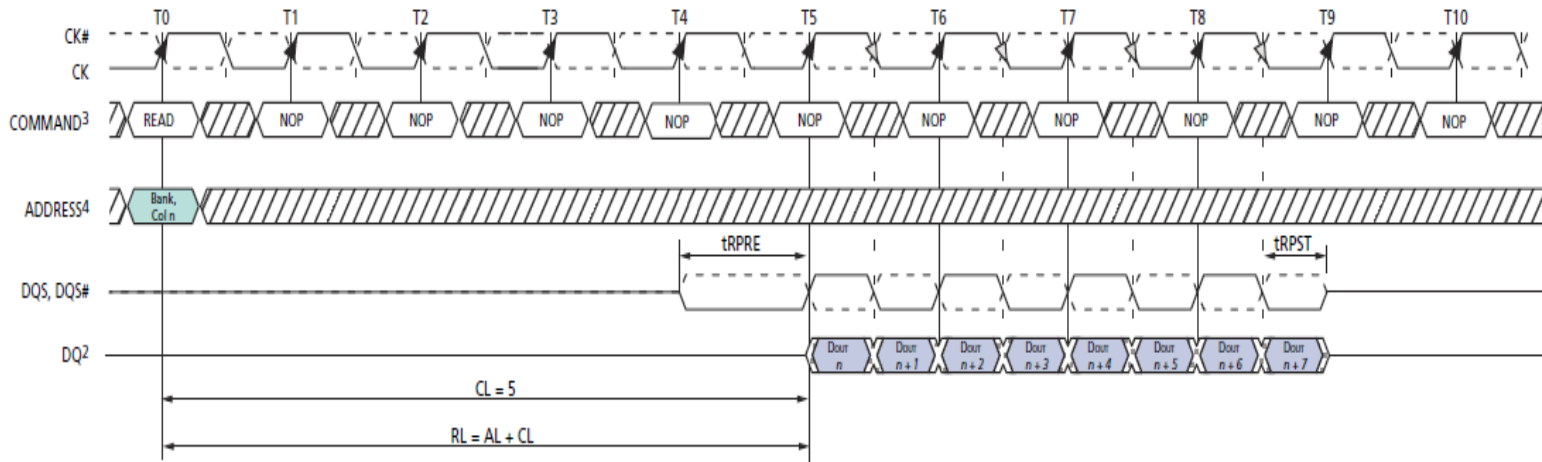 T0 T1 T2 T3 T4 T5 T6 T7 T8 T9 T10
CK#
CK
COMMAND3 READ NOP NOP NOP NOP NOP NOP NOP NOP NOP NOP
ADDRESS4 Bank,
Col n
tRPRE tRPST
DQS, DQS#
DQ2 DOUT DOUT DOUT DOUT DOUT DOUT DOUT DOUT
n n + 1 n + 2 n + 3 n + 4 n + 5 n + 6 n + 7
CL = 5
RL = AL + CL